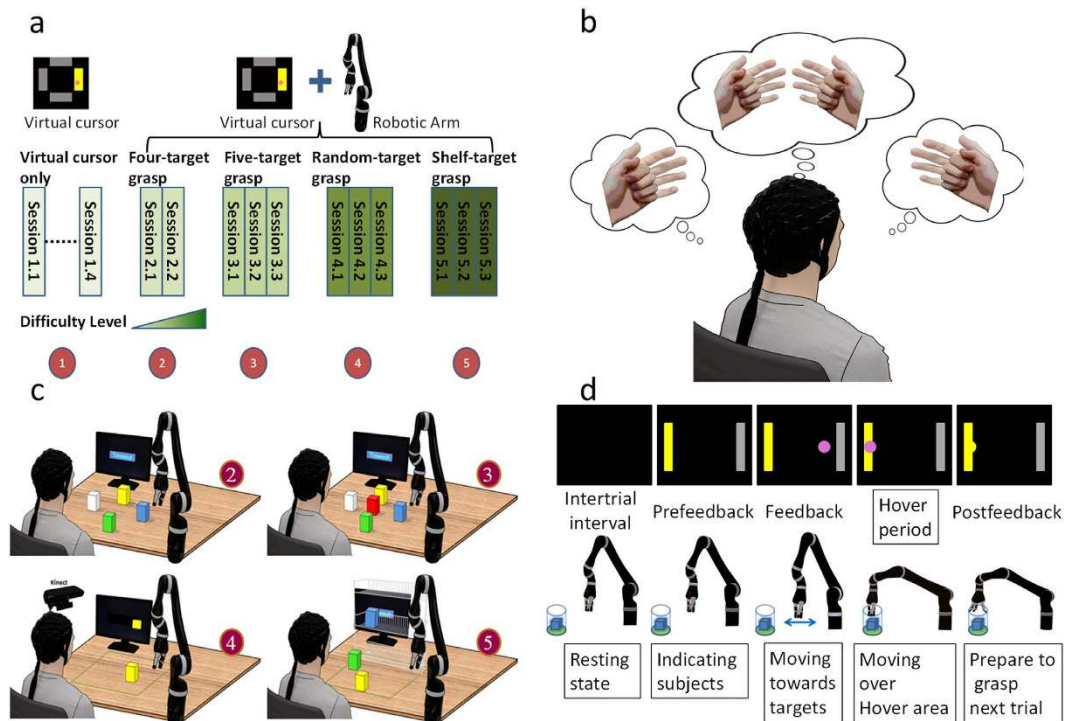 a
Virtual cursor
Virtual cursor
Robotic Arm
Virtual cursor
only
Four-target
grasp
Five-target
grasp
Random-target
grasp
Shelf-target
grasp
Session 1.1
Session 1.4
Session 2.1
Session 2.2
Session 3.1
Session 3.2
Session 3.3
Session 4.1
Session 4.2
Session 4.3
Session 5.1
Session 5.2
Session 5.3
Difficulty Level
1
2
3
4
5
b
c
2
3
Kinect
4
5
d
Intertrial
interval
Prefeedback
Feedback
Hover
period
Postfeedback
Resting
state
Indicating
subjects
Moving
towards
targets
Moving
over
Hover area
Prepare to
grasp
next trial